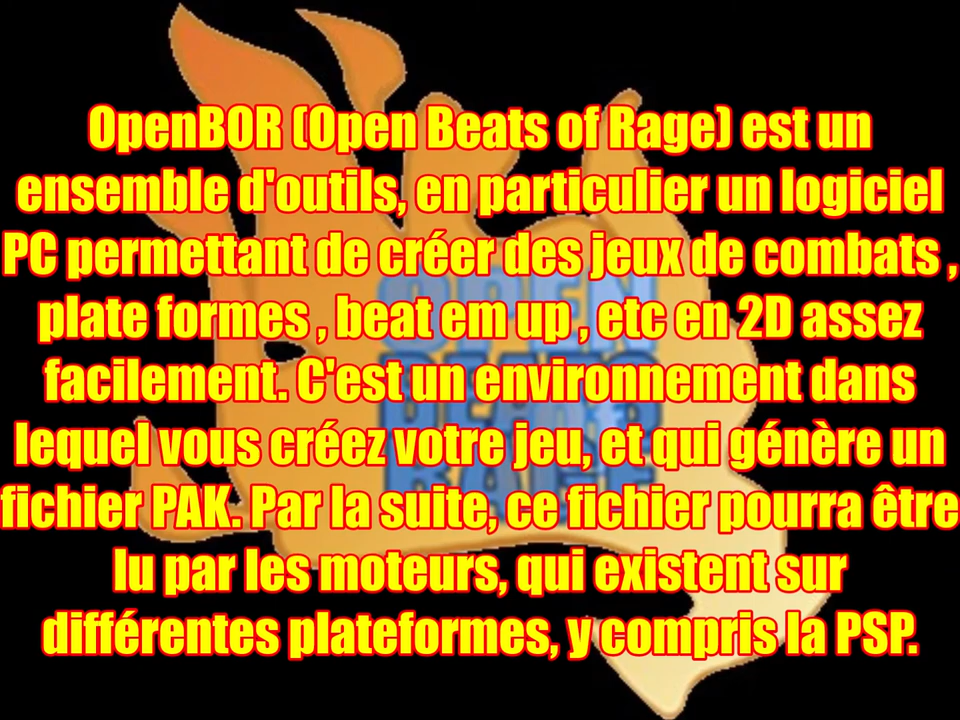 OpenBOR (Open Beats of Rage) est un
ensemble d'outils, en particulier un logiciel
PC permettant de créer des jeux de combats ,
plate formes , beat em up , etc en 2D assez
facilement. C'est un environnement dans
lequel vous créez votre jeu, et qui génère un
fichier PAK. Par la suite, ce fichier pourra être
lu par les moteurs, qui existent sur
différentes plateformes, y compris la PSP.
OPEN
BEATS
RAGE